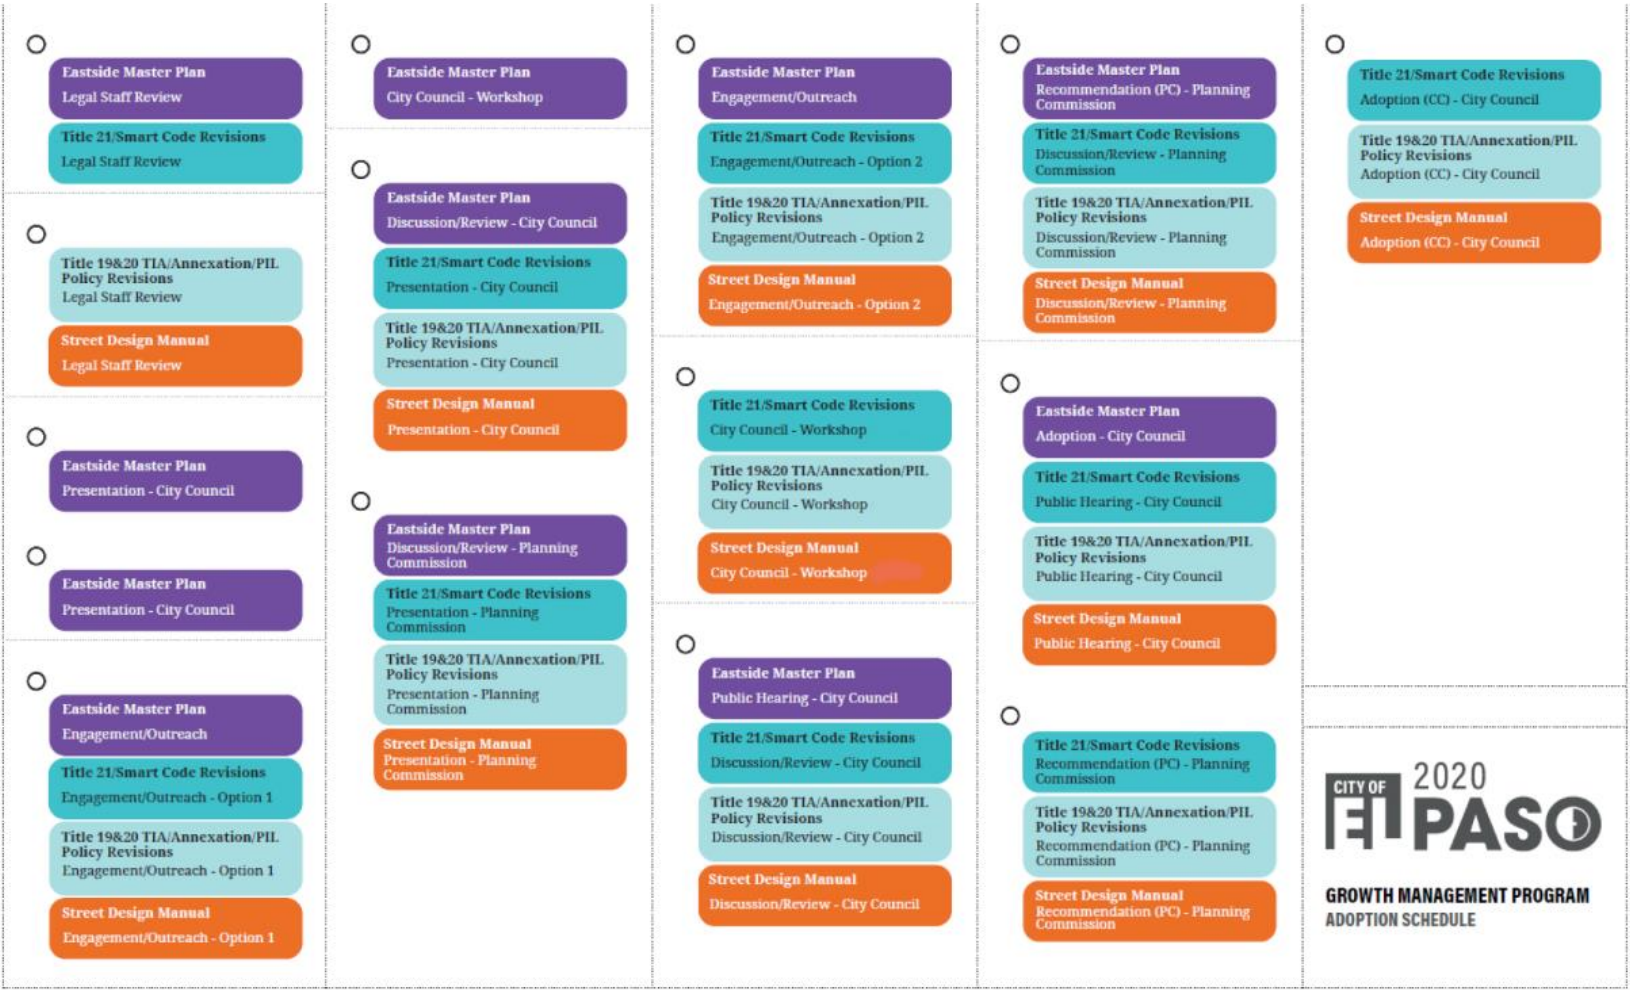 Eastside Master Plan
Legal Staff Review
Title 21/Smart Code Revisions
Legal Staff Review
Title 19&20 TIA/Annexation/PIL
Policy Revisions
Legal Staff Review
Street Design Manual
Legal Staff Review
Eastside Master Plan
Presentation - City Council
Eastside Master Plan
Presentation - City Council
Eastside Master Plan
Engagement/Outreach
Title 21/Smart Code Revisions
Engagement/Outreach - Option 1
Title 19&20 TIA/Annexation/PIL
Policy Revisions
Engagement/Outreach - Option 1
Street Design Manual
Engagement/Outreach - Option 1
Eastside Master Plan
City Council - Workshop
Eastside Master Plan
Discussion/Review - City Council
Title 21/Smart Code Revisions
Presentation - City Council
Title 19&20 TIA/Annexation/PIL
Policy Revisions
Presentation - City Council
Street Design Manual
Presentation - City Council
Eastside Master Plan
Discussion/Review - Planning
Commission
Title 21/Smart Code Revisions
Presentation - Planning
Commission
Title 19&20 TIA/Annexation/PIL
Policy Revisions
Presentation - Planning
Commission
Street Design Manual
Presentation - Planning
Commission
Eastside Master Plan
Engagement/Outreach
Title 21/Smart Code Revisions
Engagement/Outreach - Option 2
Title 19&20 TIA/Annexation/PIL
Policy Revisions
Engagement/Outreach - Option 2
Street Design Manual
Engagement/Outreach - Option 2
Title 21/Smart Code Revisions
City Council - Workshop
Title 19&20 TIA/Annexation/PIL
Policy Revisions
City Council - Workshop
Street Design Manual
City Council - Workshop
Eastside Master Plan
Public Hearing - City Council
Title 21/Smart Code Revisions
Discussion/Review - City Council
Title 19&20 TIA/Annexation/PIL
Policy Revisions
Discussion/Review - City Council
Street Design Manual
Discussion/Review - City Council
Eastside Master Plan
Recommendation (PC) - Planning
Commission
Title 21/Smart Code Revisions
Discussion/Review - Planning
Commission
Title 19&20 TIA/Annexation/PIL
Policy Revisions
Discussion/Review - Planning
Commission
Street Design Manual
Discussion/Review - Planning
Commission
Eastside Master Plan
Adoption - City Council
Title 21/Smart Code Revisions
Public Hearing - City Council
Title 19&20 TIA/Annexation/PIL
Policy Revisions
Public Hearing - City Council
Street Design Manual
Public Hearing - City Council
Title 21/Smart Code Revisions
Recommendation (PC) - Planning
Commission
Title 19&20 TIA/Annexation/PIL
Policy Revisions
Recommendation (PC) - Planning
Commission
Street Design Manual
Recommendation (PC) - Planning
Commission
Title 21/Smart Code Revisions
Adoption (CC) - City Council
Title 19&20 TIA/Annexation/PIL
Policy Revisions
Adoption (CC) - City Council
Street Design Manual
Adoption (CC) - City Council
2020
CITY OF
EL PASO
GROWTH MANAGEMENT PROGRAM
ADOPTION SCHEDULE